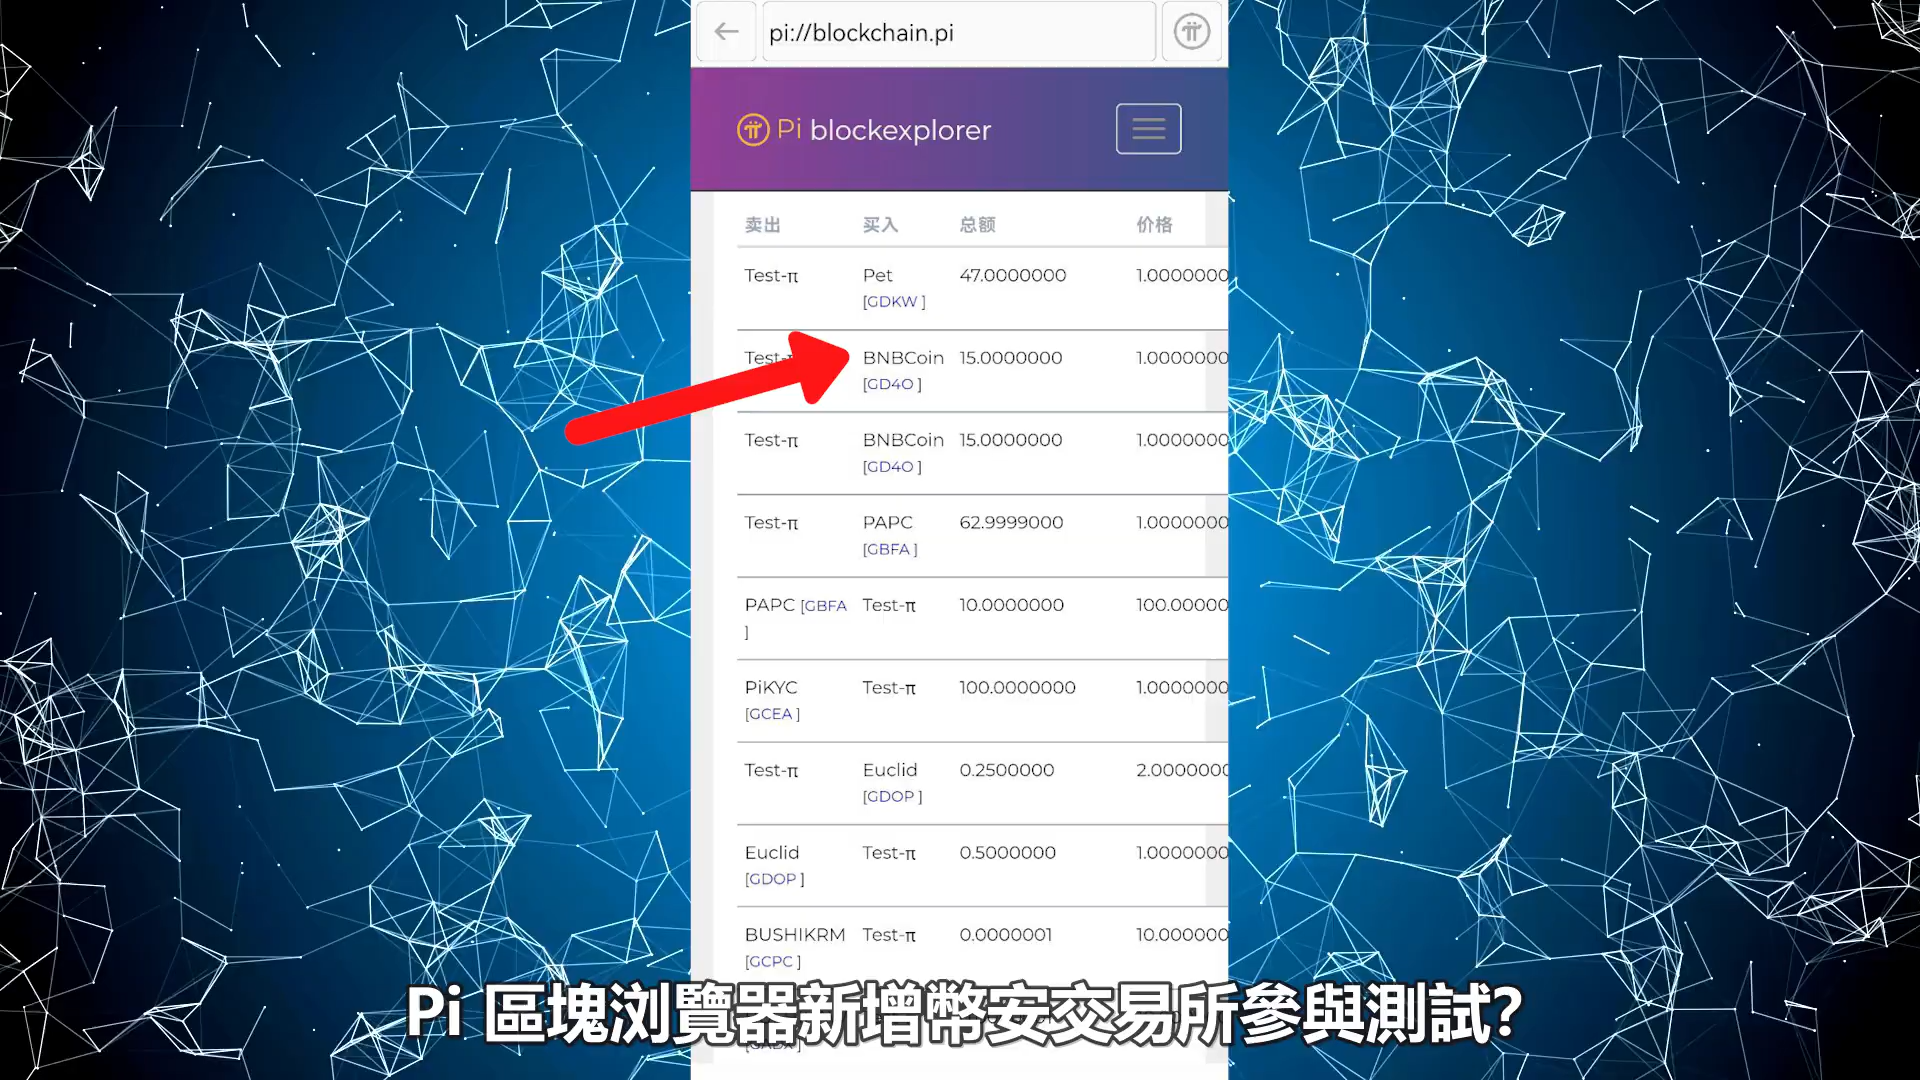 pi://blockchain.pi
Pi blockexplorer
卖出 买入 总额 价格
Test-π Pet 47.0000000 1.0000000
[GDKW ]
Test-π BNBCoin 15.0000000 1.0000000
[GD4O ]
Test-π BNBCoin 15.0000000 1.0000000
[GD4O ]
Test-π PAPC 62.9999000 1.0000000
[GBFA ]
PAPC [GBFA Test-π 10.0000000 100.00000
]
PiKYC Test-π 100.0000000 1.0000000
[GCEA ]
Test-π Euclid 0.2500000 2.0000000
[GDOP ]
Euclid Test-π 0.5000000 1.0000000
[GDOP ]
BUSHIKRM Test-π 0.0000001 10.000000
[GCPC ]
Pi 區塊浏覽器新增幣安交易所參與測試?